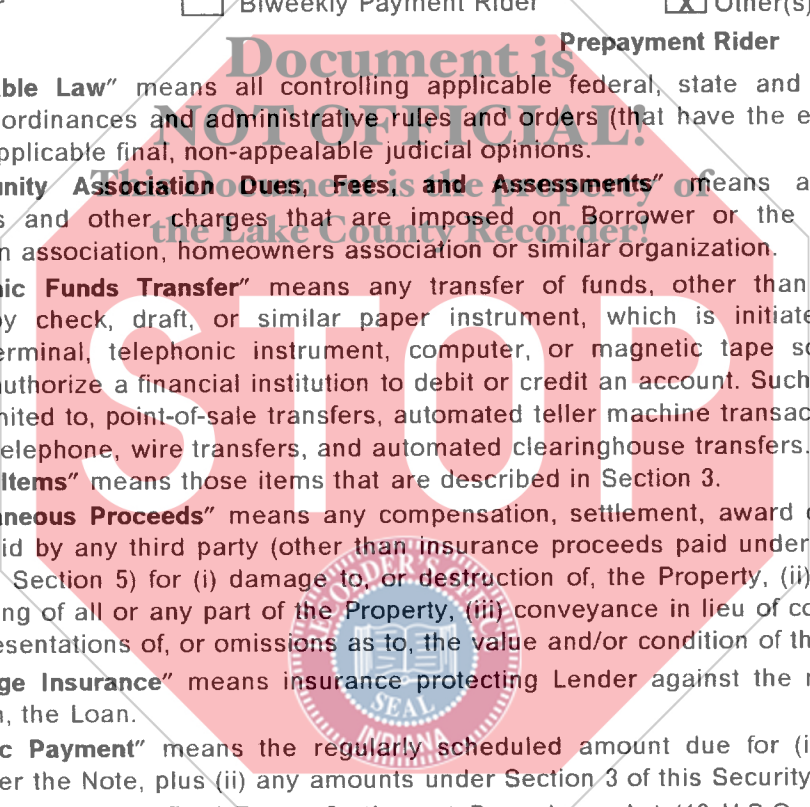 Biweekly Payment Rider X Other(s)
Document is
Prepayment Rider
able Law" means all controlling applicable federal, state and
ordinances and administrative rules and orders (that have the e
NOT OFFICIAL!
pplicable final, non-appealable judicial opinions.
This Document is the property of
unity Association Dues, Fees, and Assessments" means a
s and other charges that are imposed on Borrower or the
the Lake County Recorder!
n association, homeowners association or similar organization.
nic Funds Transfer" means any transfer of funds, other than
by check, draft, or similar paper instrument, which is initiate
erminal, telephonic instrument, computer, or magnetic tape so
authorize a financial institution to debit or credit an account. Such
mited to, point-of-sale transfers, automated teller machine transac
elephone, wire transfers, and automated clearinghouse transfers.
STOP
Items" means those items that are described in Section 3.
aneous Proceeds" means any compensation, settlement, award o
id by any third party (other than insurance proceeds paid under
Section 5) for (i) damage to, or destruction of, the Property, (ii)
ng of all or any part of the Property, (iii) conveyance in lieu of co
esentations of, or omissions as to, the value and/or condition of th
RECORDER'S OFFICE
SEAL
INDIANA
ge Insurance" means insurance protecting Lender against the n
n, the Loan.
c Payment" means the regularly scheduled amount due for (i
er the Note, plus (ii) any amounts under Section 3 of this Security